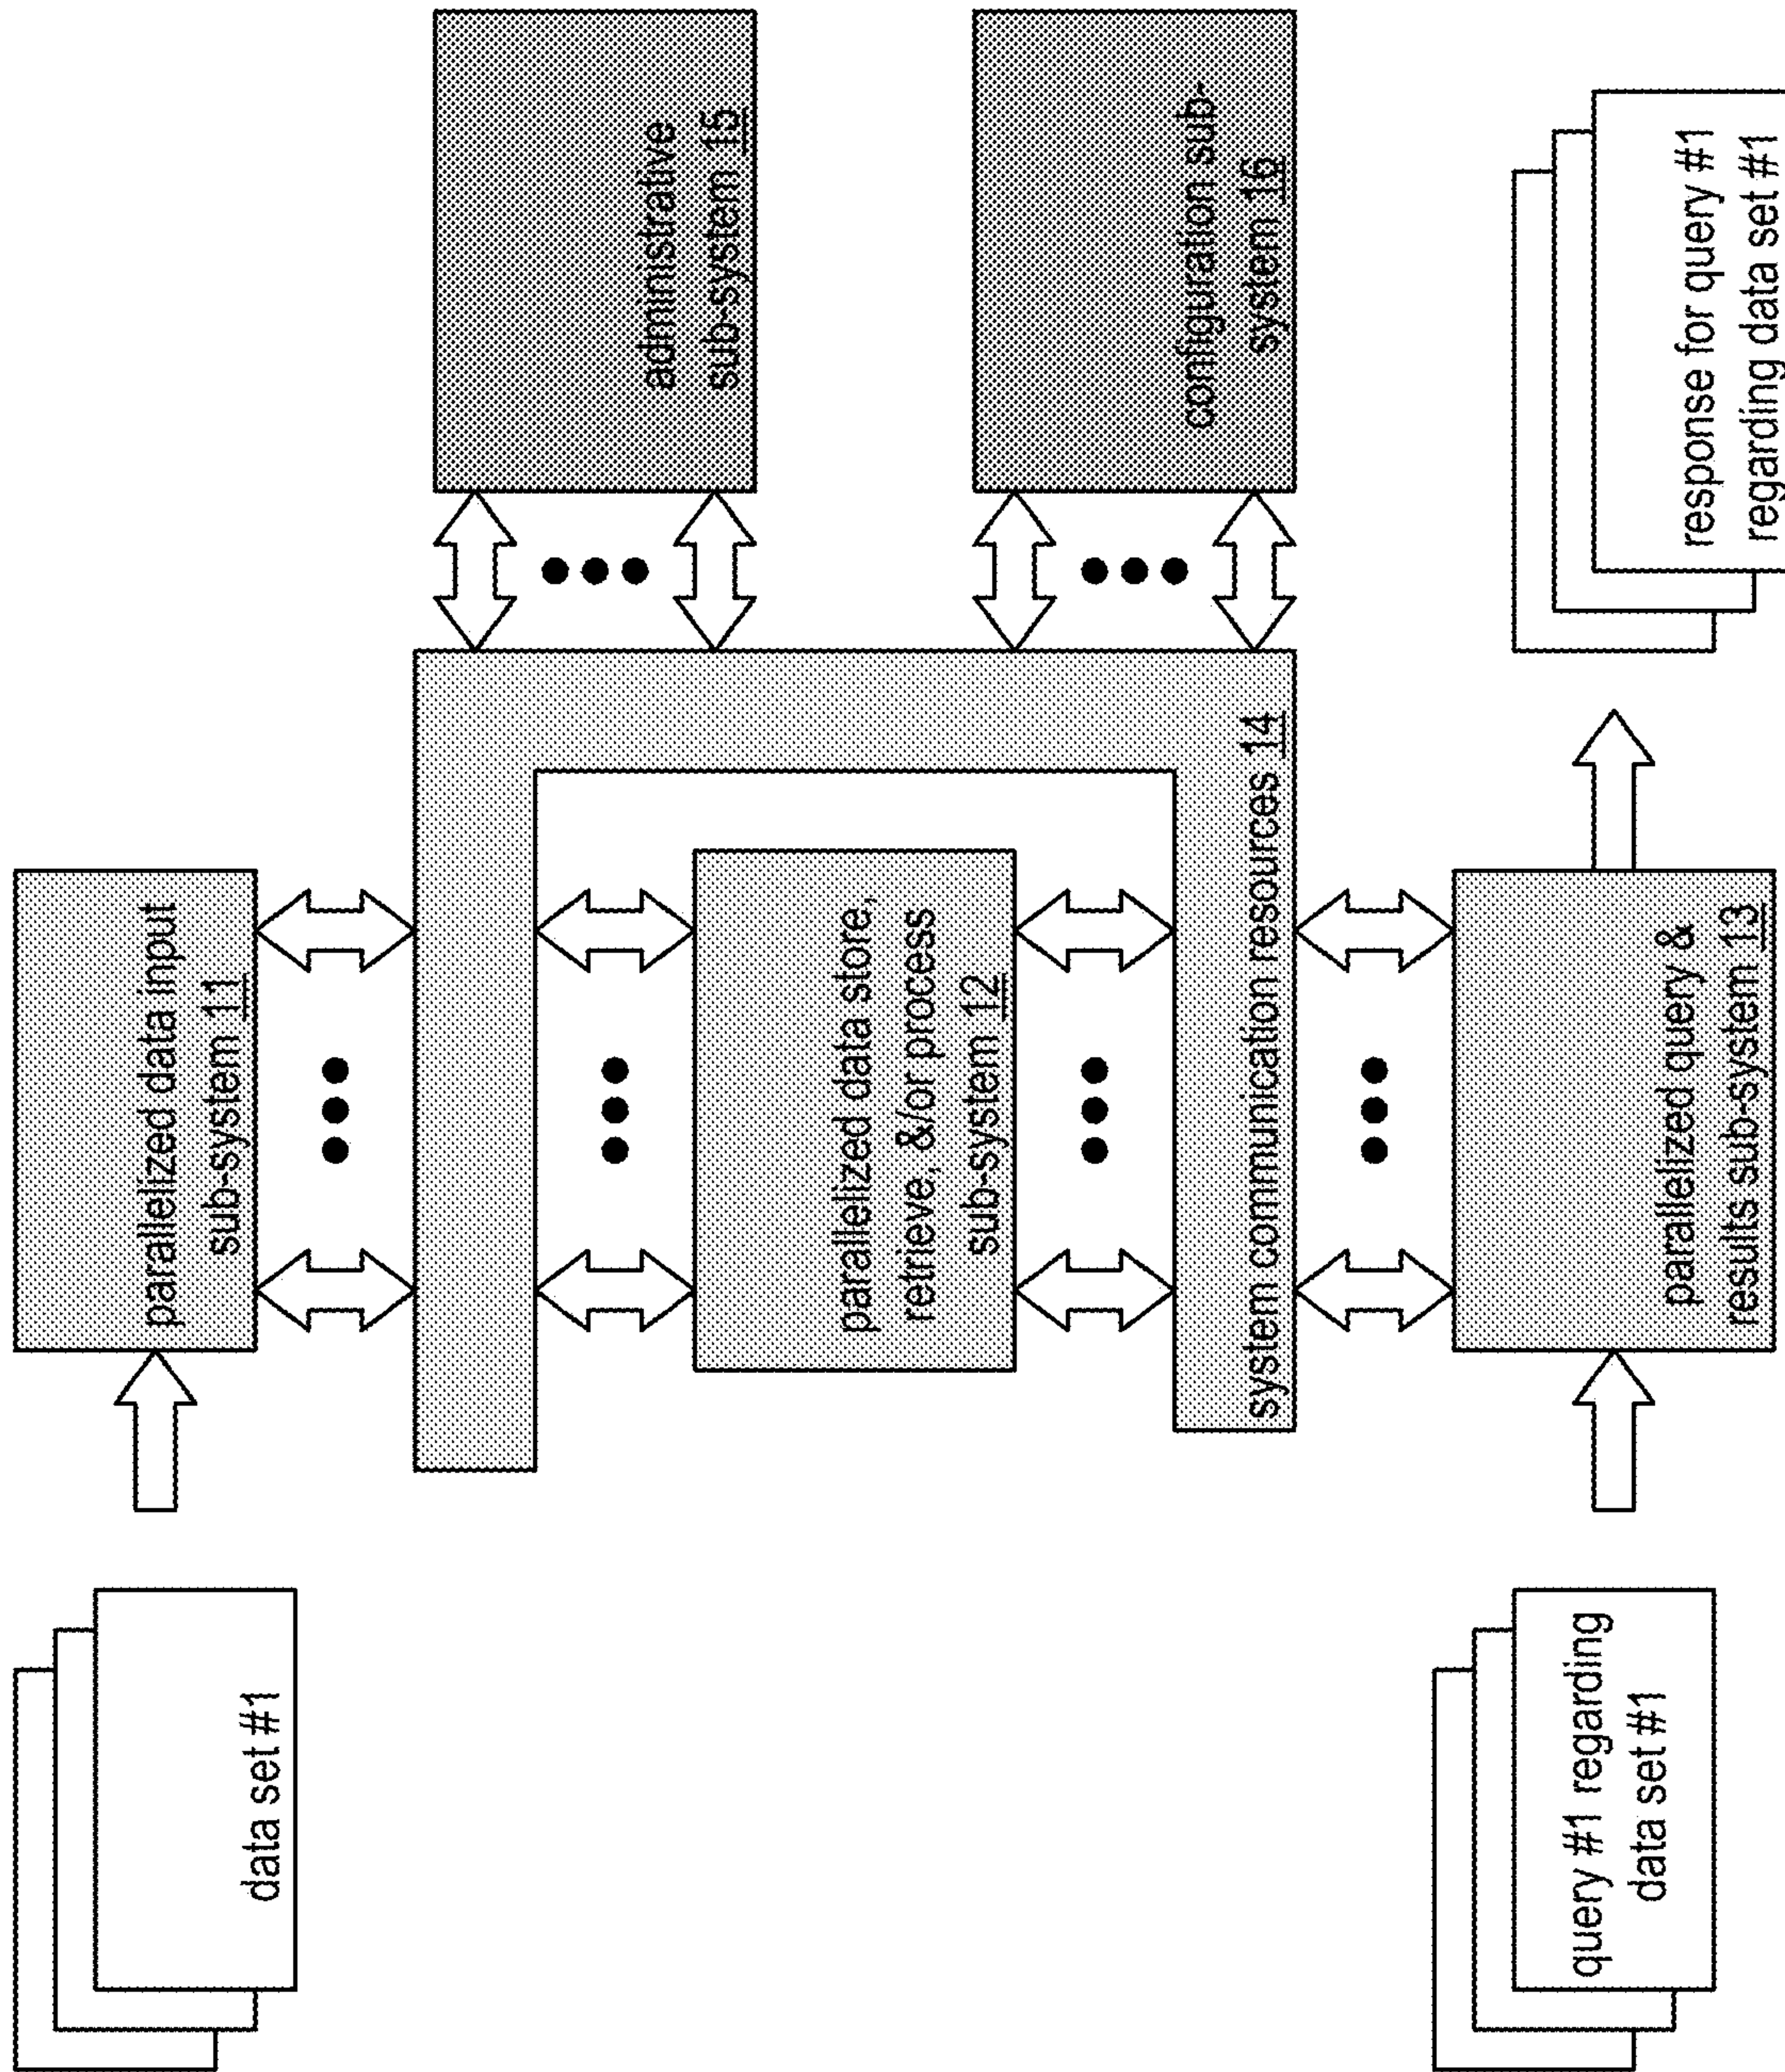 data set #1
parallelized data input
sub-system 11
parallelized data store,
retrieve, &/or process
sub-system 12
system communication resources 14
administrative
sub-system 15
configuration sub-
system 16
query #1 regarding
data set #1
parallelized query &
results sub-system 13
response for query #1
regarding data set #1